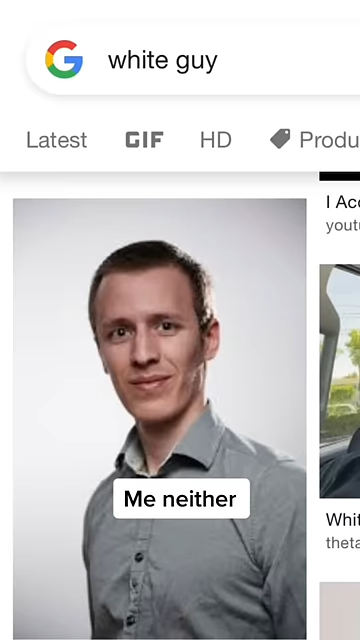 white guy
Latest
GIF
HD
Produ
I Acc
yout
Me neither
Whit
theta